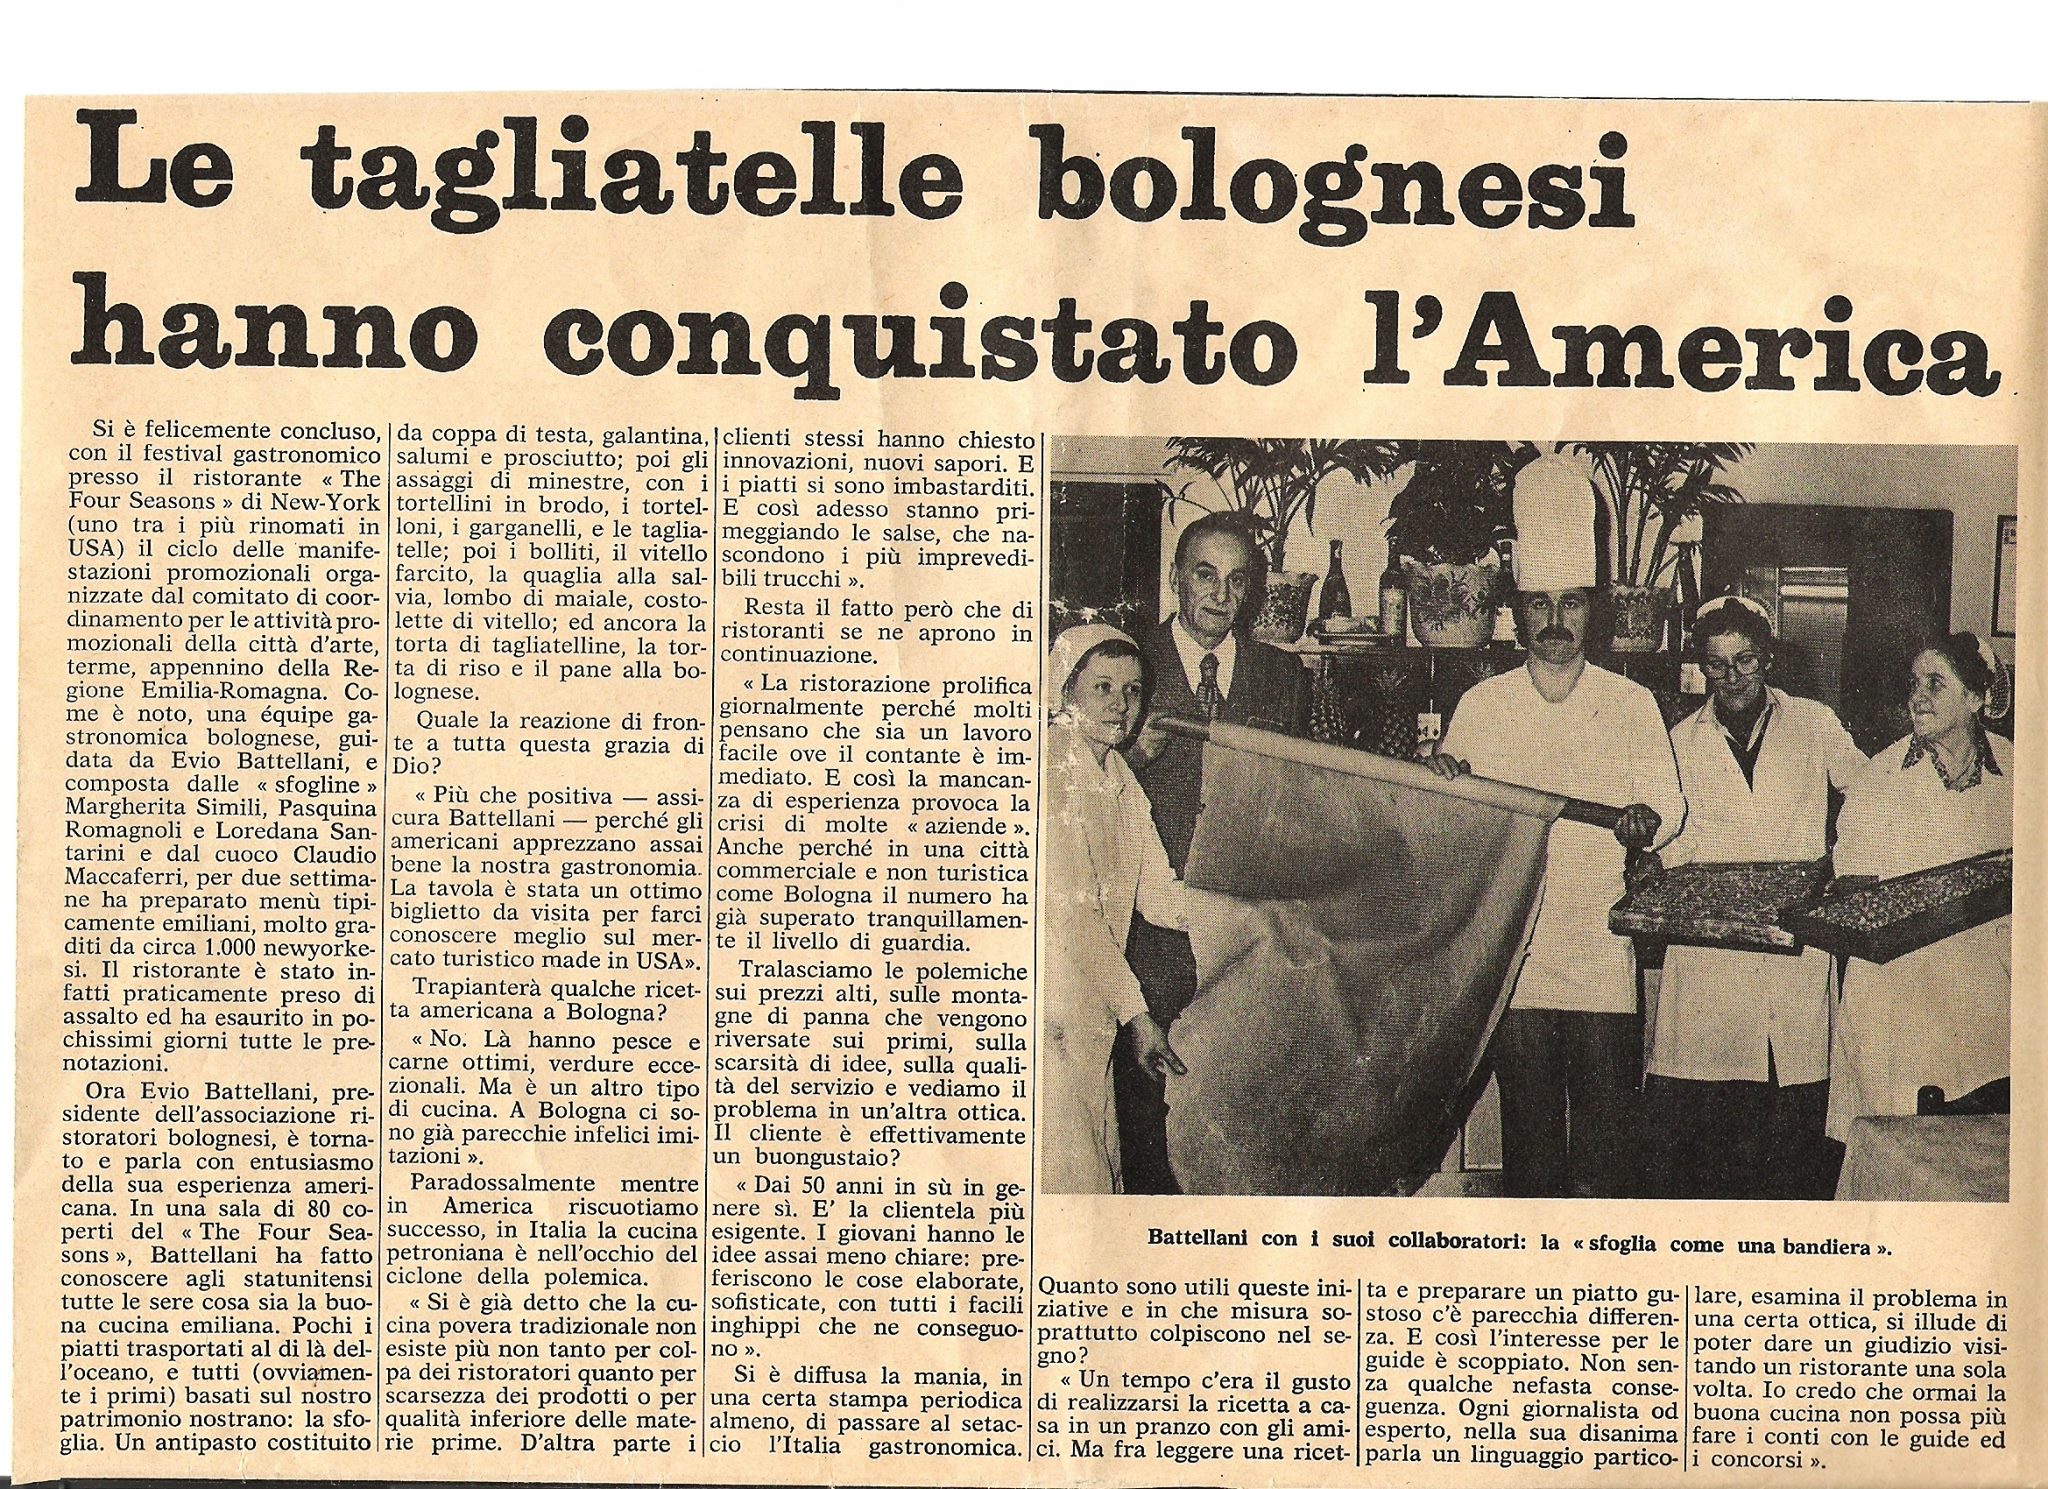 Le tagliatelle bolognesi
hanno conquistato l'America
Si è felicemente concluso,
con il festival gastronomico
presso il ristorante « The
Four Seasons » di New-York
(uno tra i più rinomati in
USA) il ciclo delle manife-
stazioni promozionali orga-
nizzate dal comitato di coor-
dinamento per le attività pro-
mozionali della città d'arte,
terme, appennino della Re-
gione Emilia-Romagna. Co-
me è noto, una équipe ga-
stronomica bolognese, gui-
data da Evio Battellani, e
composta dalle « sfogline »
Margherita Simili, Pasquina
Romagnoli e Loredana San-
tarini e dal cuoco Claudio
Maccaferri, per due settima-
ne ha preparato menù tipi-
camente emiliani, molto gra-
diti da circa 1.000 newyorke-
si. Il ristorante è stato in-
fatti praticamente preso di
assalto ed ha esaurito in po-
chissimi giorni tutte le pre-
notazioni.
Ora Evio Battellani, pre-
sidente dell'associazione ri-
storatori bolognesi, è torna-
to e parla con entusiasmo
della sua esperienza ameri-
cana. In una sala di 80 co-
perti del « The Four Sea-
sons », Battellani ha fatto
conoscere agli statunitensi
tutte le sere cosa sia la buo-
na cucina emiliana. Pochi i
piatti trasportati al di là del-
l'oceano, e tutti (ovviamen-
te i primi) basati sul nostro
patrimonio nostrano: la sfo-
glia. Un antipasto costituito
da coppa di testa, galantina,
salumi e prosciutto; poi gli
assaggi di minestre, con i
tortellini in brodo, i tortel-
loni, i garganelli, e le taglia-
telle; poi i bolliti, il vitello
farcito, la quaglia alla sal-
via, lombo di maiale, costo-
lette di vitello; ed ancora la
torta di tagliatelline, la tor-
ta di riso e il pane alla bo-
lognese.
Quale la reazione di fron-
te a tutta questa grazia di
Dio?
« Più che positiva — assi-
cura Battellani — perché gli
americani apprezzano assai
bene la nostra gastronomia.
La tavola è stata un ottimo
biglietto da visita per farci
conoscere meglio sul mer-
cato turistico made in USA».
Trapianterà qualche ricet-
ta americana a Bologna?
« No. Là hanno pesce e
carne ottimi, verdure ecce-
zionali. Ma è un altro tipo
di cucina. A Bologna ci so-
no già parecchie infelici imi-
tazioni ».
Paradossalmente mentre
in America riscuotiamo
successo, in Italia la cucina
petroniana è nell'occhio del
ciclone della polemica.
« Si è già detto che la cu-
cina povera tradizionale non
esiste più non tanto per col-
pa dei ristoratori quanto per
scarsezza dei prodotti o per
qualità inferiore delle mate-
rie prime. D'altra parte i
clienti stessi hanno chiesto
innovazioni, nuovi sapori. E
i piatti si sono imbastarditi.
E così adesso stanno pri-
meggiando le salse, che na-
scondono i più imprevedi-
bili trucchi ».
Resta il fatto però che di
ristoranti se ne aprono in
continuazione.
« La ristorazione prolifica
giornalmente perché molti
pensano che sia un lavoro
facile ove il contante è im-
mediato. E così la mancan-
za di esperienza provoca la
crisi di molte « aziende ».
Anche perché in una città
commerciale e non turistica
come Bologna il numero ha
già superato tranquillamen-
te il livello di guardia.
Tralasciamo le polemiche
sui prezzi alti, sulle monta-
gne di panna che vengono
riversate sui primi, sulla
scarsità di idee, sulla quali-
tà del servizio e vediamo il
problema in un'altra ottica.
Il cliente è effettivamente
un buongustaio?
« Dai 50 anni in sù in ge-
nere sì. E' la clientela più
esigente. I giovani hanno le
idee assai meno chiare: pre-
feriscono le cose elaborate,
sofisticate, con tutti i facili
inghippi che ne conseguo-
no ».
Si è diffusa la mania, in
una certa stampa periodica
almeno, di passare al setac-
cio l'Italia gastronomica.
Battellani con i suoi collaboratori: la « sfoglia come una bandiera ».
Quanto sono utili queste ini-
ziative e in che misura so-
prattutto colpiscono nel se-
gno?
« Un tempo c'era il gusto
di realizzarsi la ricetta a ca-
sa in un pranzo con gli ami-
ci. Ma fra leggere una ricet-
ta e preparare un piatto gu-
stoso c'è parecchia differen-
za. E così l'interesse per le
guide è scoppiato. Non sen-
za qualche nefasta conse-
guenza. Ogni giornalista od
esperto, nella sua disanima
parla un linguaggio partico-
lare, esamina il problema in
una certa ottica, si illude di
poter dare un giudizio visi-
tando un ristorante una sola
volta. Io credo che ormai la
buona cucina non possa più
fare i conti con le guide ed
i concorsi ».